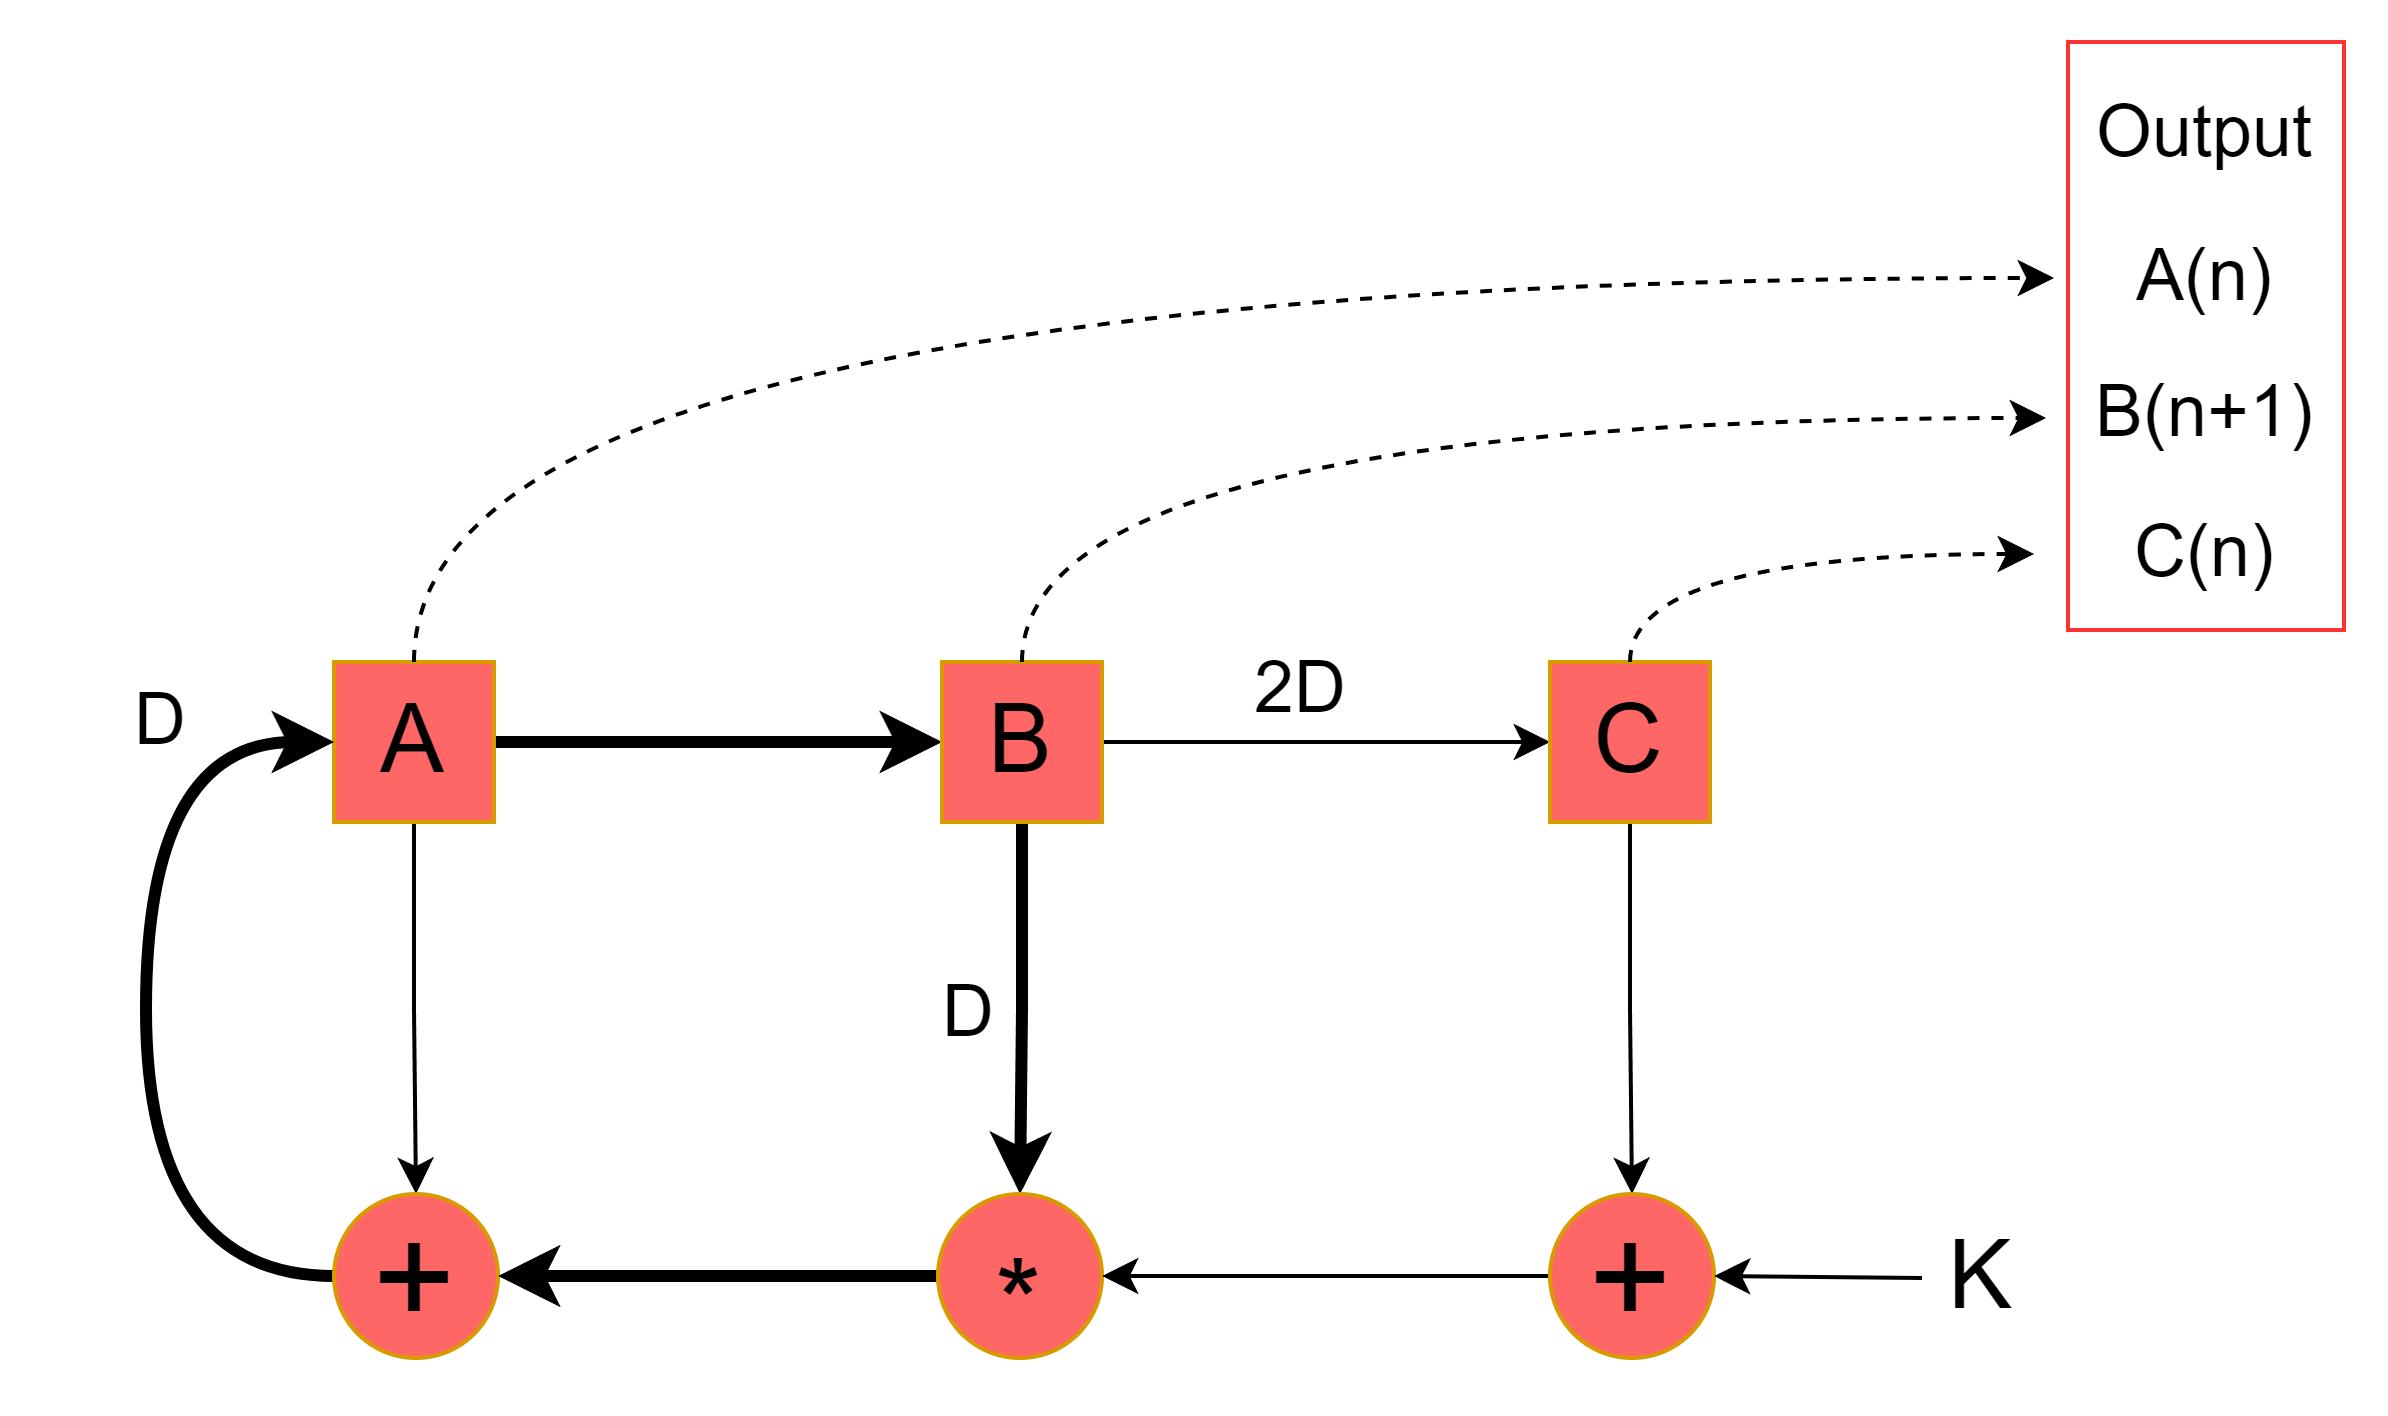 Output
A(n)
B(n+1)
C(n)
D
A
B
2D
C
D
+
*
+
K